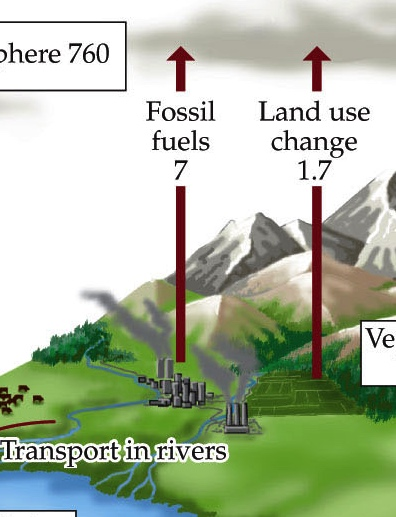 phere 760
Fossil
fuels
7
Land use
change
1.7
Ve
Transport in rivers